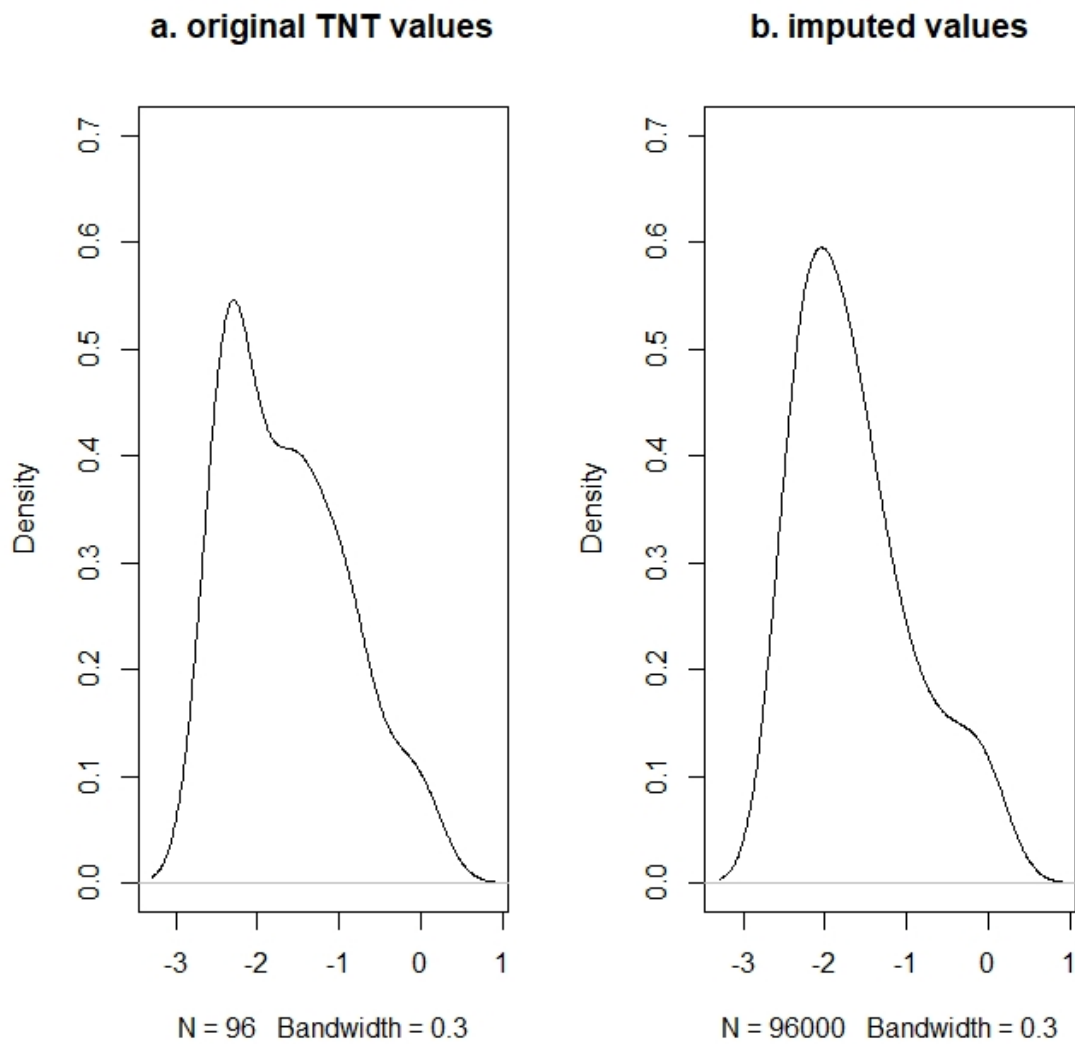 a. original TNT values
b. imputed values
Density
0.7
0.6
0.5
0.4
0.3
0.2
0.1
0.0
-3 -2 -1 0 1
N = 96 Bandwidth = 0.3
Density
0.7
0.6
0.5
0.4
0.3
0.2
0.1
0.0
-3 -2 -1 0 1
N = 96000 Bandwidth = 0.3